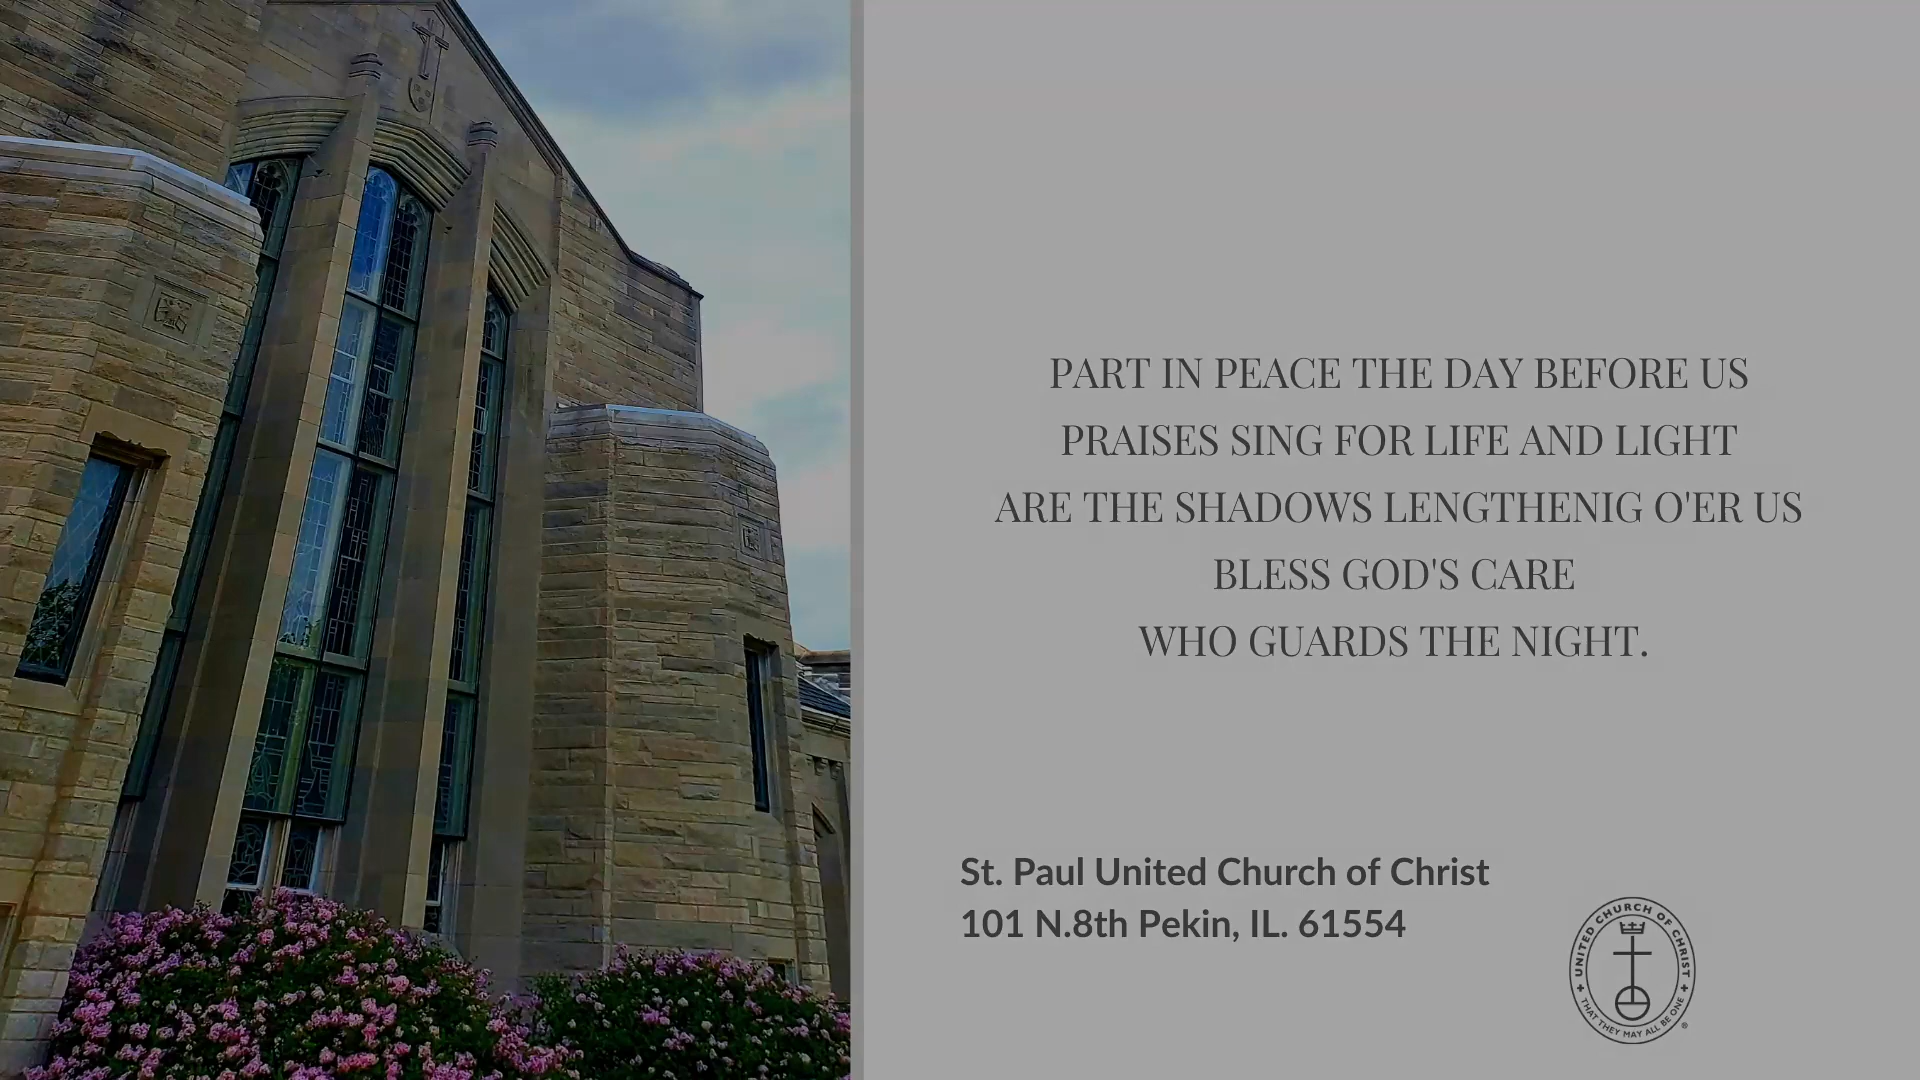 PART IN PEACE THE DAY BEFORE US
PRAISES SING FOR LIFE AND LIGHT
ARE THE SHADOWS LENGTHENIG O'ER US
BLESS GOD'S CARE
WHO GUARDS THE NIGHT.
St. Paul United Church of Christ
101 N.8th Pekin, IL. 61554
UNITED CHURCH OF CHRIST
THAT THEY MAY ALL BE ONE
®